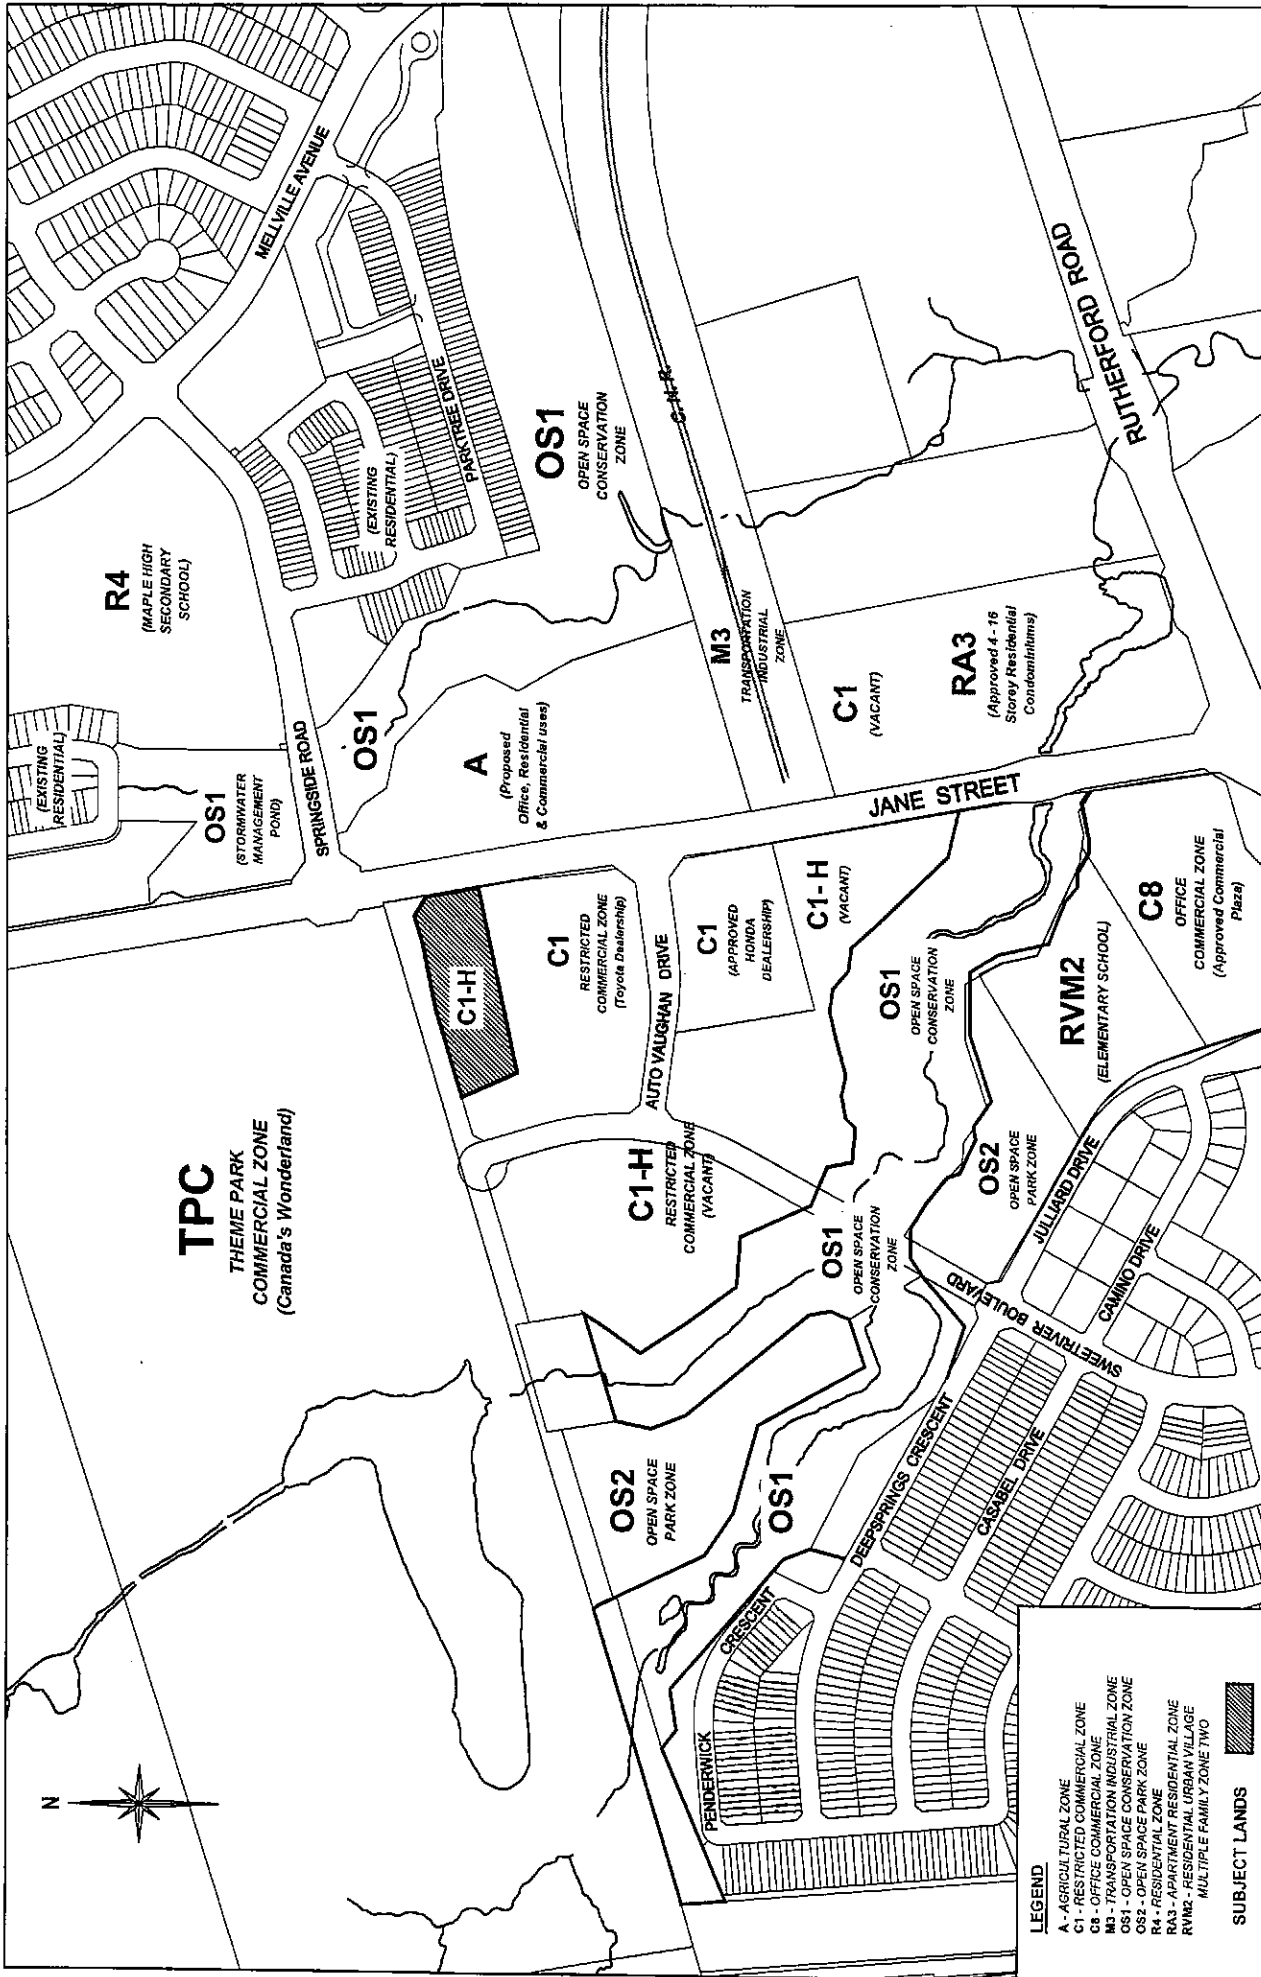 N
TPC
THEME PARK
COMMERCIAL ZONE
(Canada's Wonderland)
(EXISTING
RESIDENTIAL)
OS1
(STORMWATER
MANAGEMENT
POND)
R4
(MAPLE HIGH
SECONDARY
SCHOOL)
MELLVILLE AVENUE
SPRINGSIDE ROAD
(EXISTING
RESIDENTIAL)
PARKTREE DRIVE
OS1
A
(Proposed
Office, Residential
& Commercial uses)
OS1
OPEN SPACE
CONSERVATION
ZONE
C1-H
C1
RESTRICTED
COMMERCIAL ZONE
(Toyota Dealership)
AUTO VAUGHAN DRIVE
C1-H
RESTRICTED
COMMERCIAL ZONE
(VACANT)
C1
(APPROVED
HONDA
DEALERSHIP)
C1-H
(VACANT)
JANE STREET
M3
TRANSPORTATION
INDUSTRIAL
ZONE
C.N.R.
C1
(VACANT)
RA3
(Approved 4 - 16
Storey Residential
Condominiums)
RUTHERFORD ROAD
OS2
OPEN SPACE
PARK ZONE
OS1
OS1
OPEN SPACE
CONSERVATION
ZONE
OS1
OPEN SPACE
CONSERVATION
ZONE
OS2
OPEN SPACE
PARK ZONE
RVM2
(ELEMENTARY SCHOOL)
C8
OFFICE
COMMERCIAL ZONE
(Approved Commercial
Plaza)
PENDERWICK
CRESCENT
DEEPSPRINGS CRESCENT
CASABEL DRIVE
SWEETRIVER BOULEVARD
JULLIARD DRIVE
CAMINO DRIVE
LEGEND
A - AGRICULTURAL ZONE
C1 - RESTRICTED COMMERCIAL ZONE
C8 - OFFICE COMMERCIAL ZONE
M3 - TRANSPORTATION INDUSTRIAL ZONE
OS1 - OPEN SPACE CONSERVATION ZONE
OS2 - OPEN SPACE PARK ZONE
R4 - RESIDENTIAL ZONE
RA3 - APARTMENT RESIDENTIAL ZONE
RVM2 - RESIDENTIAL URBAN VILLAGE
MULTIPLE FAMILY ZONE TWO
SUBJECT LANDS